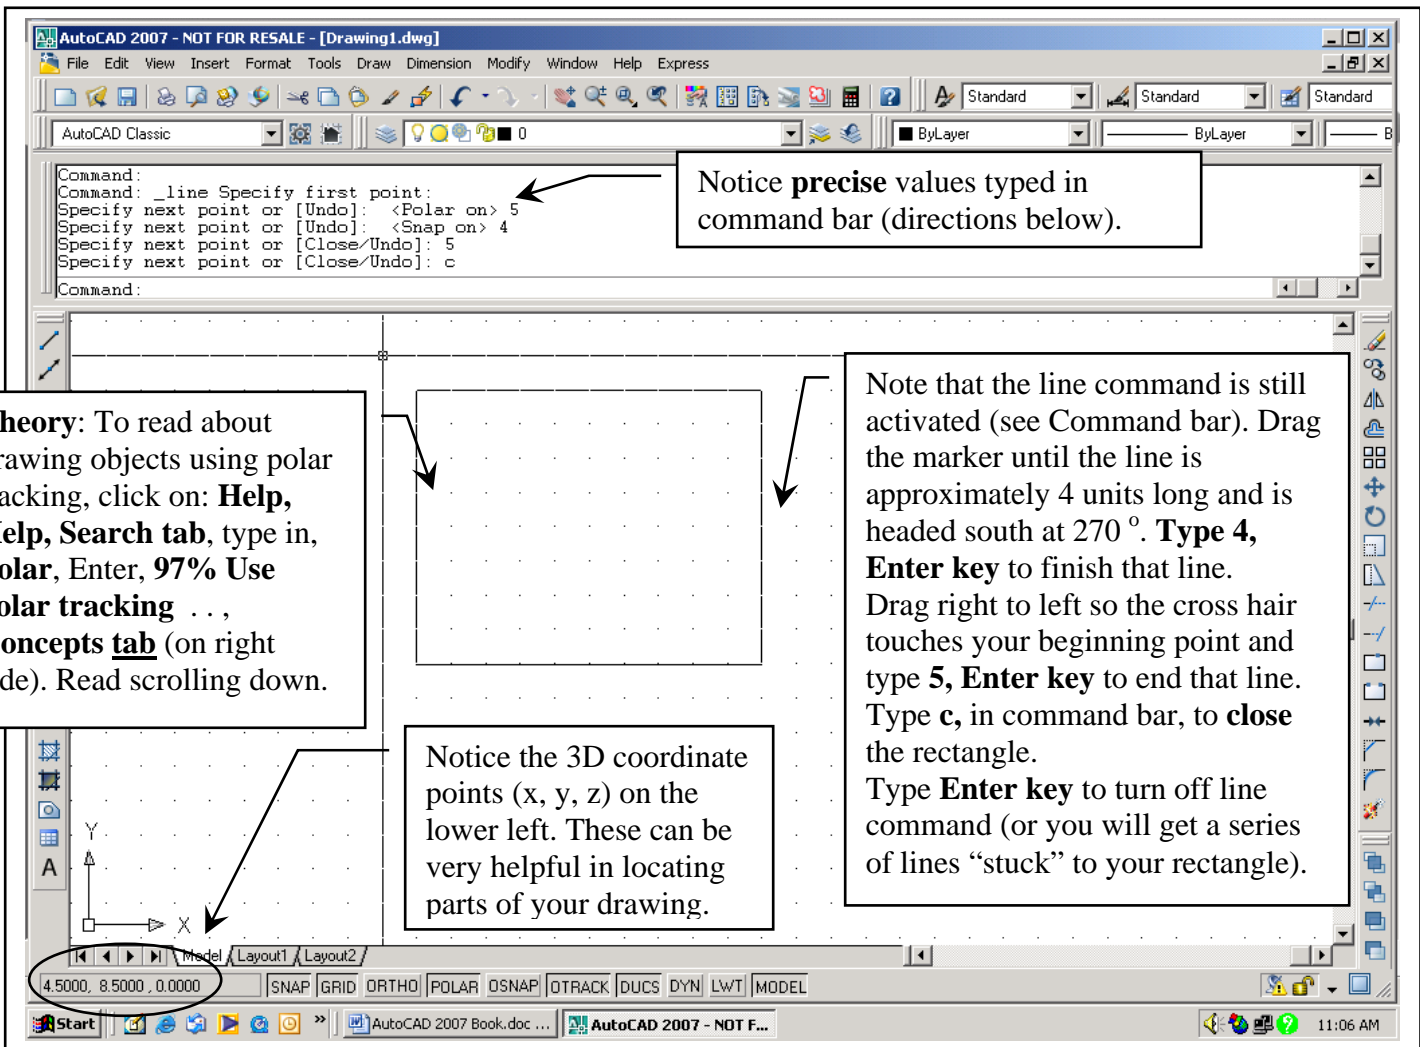 AutoCAD 2007 - NOT FOR RESALE - [Drawing1.dwg]
File Edit View Insert Format Tools Draw Dimension Modify Window Help Express
Standard Standard Standard
AutoCAD Classic 0 ByLayer ByLayer B
Command:
Command: _line Specify first point:
Specify next point or [Undo]: <Polar on> 5
Specify next point or [Undo]: <Snap on> 4
Specify next point or [Close/Undo]: 5
Specify next point or [Close/Undo]: c
Command:
Notice precise values typed in
command bar (directions below).
heory: To read about
rawing objects using polar
acking, click on: Help,
elp, Search tab, type in,
olar, Enter, 97% Use
olar tracking . . ,
oncepts tab (on right
de). Read scrolling down.
Note that the line command is still
activated (see Command bar). Drag
the marker until the line is
approximately 4 units long and is
headed south at 270 o. Type 4,
Enter key to finish that line.
Drag right to left so the cross hair
touches your beginning point and
type 5, Enter key to end that line.
Type c, in command bar, to close
the rectangle.
Type Enter key to turn off line
command (or you will get a series
of lines “stuck” to your rectangle).
Notice the 3D coordinate
points (x, y, z) on the
lower left. These can be
very helpful in locating
parts of your drawing.
A
Y
X
Model Layout1 Layout2
4.5000, 8.5000 , 0.0000 SNAP GRID ORTHO POLAR OSNAP OTRACK DUCS DYN LWT MODEL
Start » AutoCAD 2007 Book.doc ... AutoCAD 2007 - NOT F... 11:06 AM